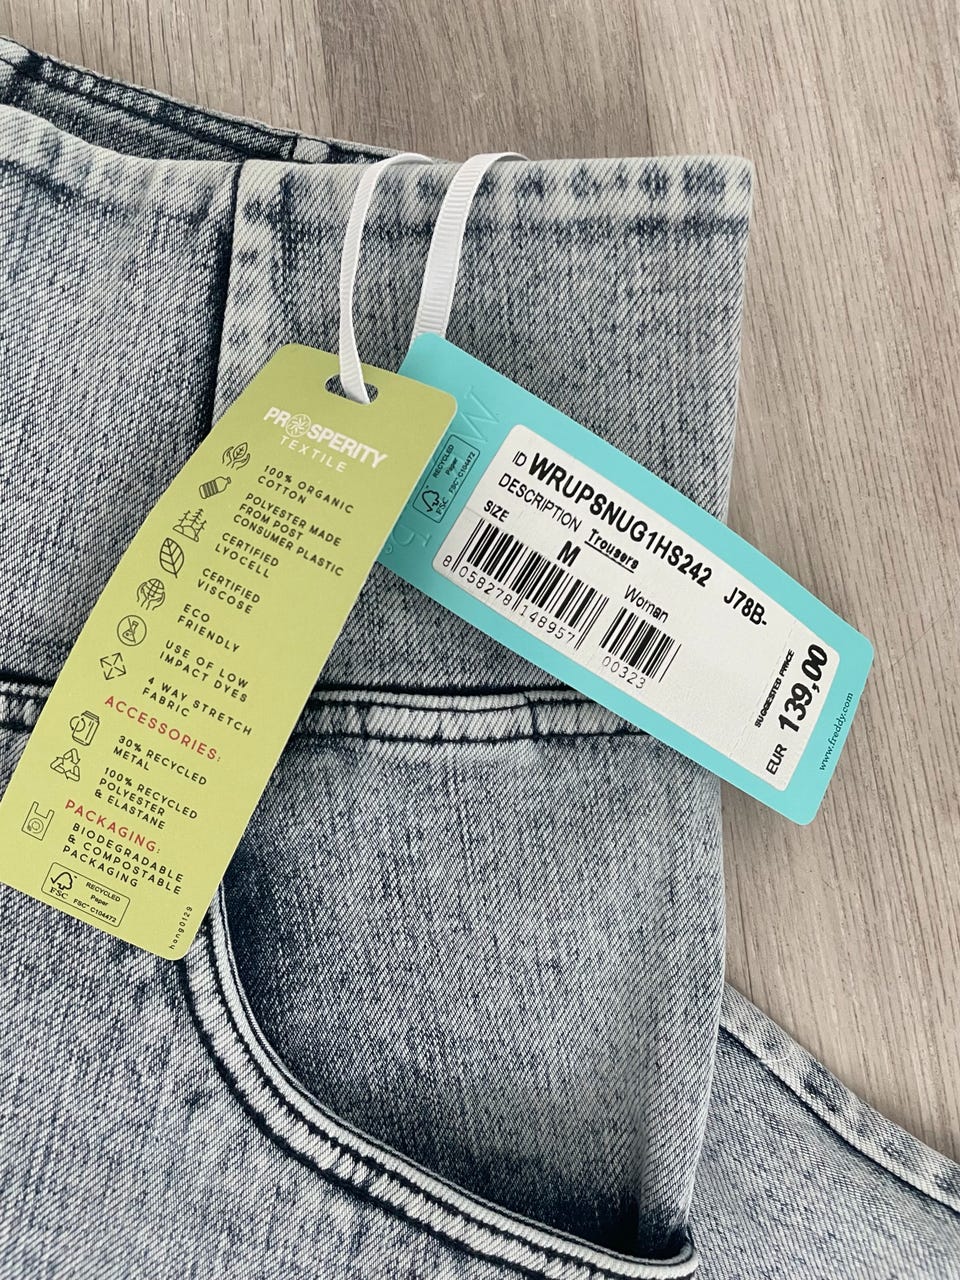 PROSPERITY
TEXTILE
100% ORGANIC
COTTON
POLYESTER MADE
FROM POST
CONSUMER PLASTIC
CERTIFIED
LYOCELL
CERTIFIED
VISCOSE
ECO
FRIENDLY
USE OF LOW
IMPACT DYES
4 WAY STRETCH
FABRIC
ACCESSORIES:
30% RECYCLED
METAL
100% RECYCLED
POLYESTER
& ELASTANE
PACKAGING:
BIODEGRADABLE
& COMPOSTABLE
PACKAGING
FSC
RECYCLED
Paper
FSC® C104472
hang0129
FSC
RECYCLED
Paper
FSC® C104472
ID WRUPSNUG1HS242 J78B-
DESCRIPTION Trousers
SIZE M Woman
8 058278 148957 00323
SUGGESTED PRICE
EUR 139,00
www.freddy.com